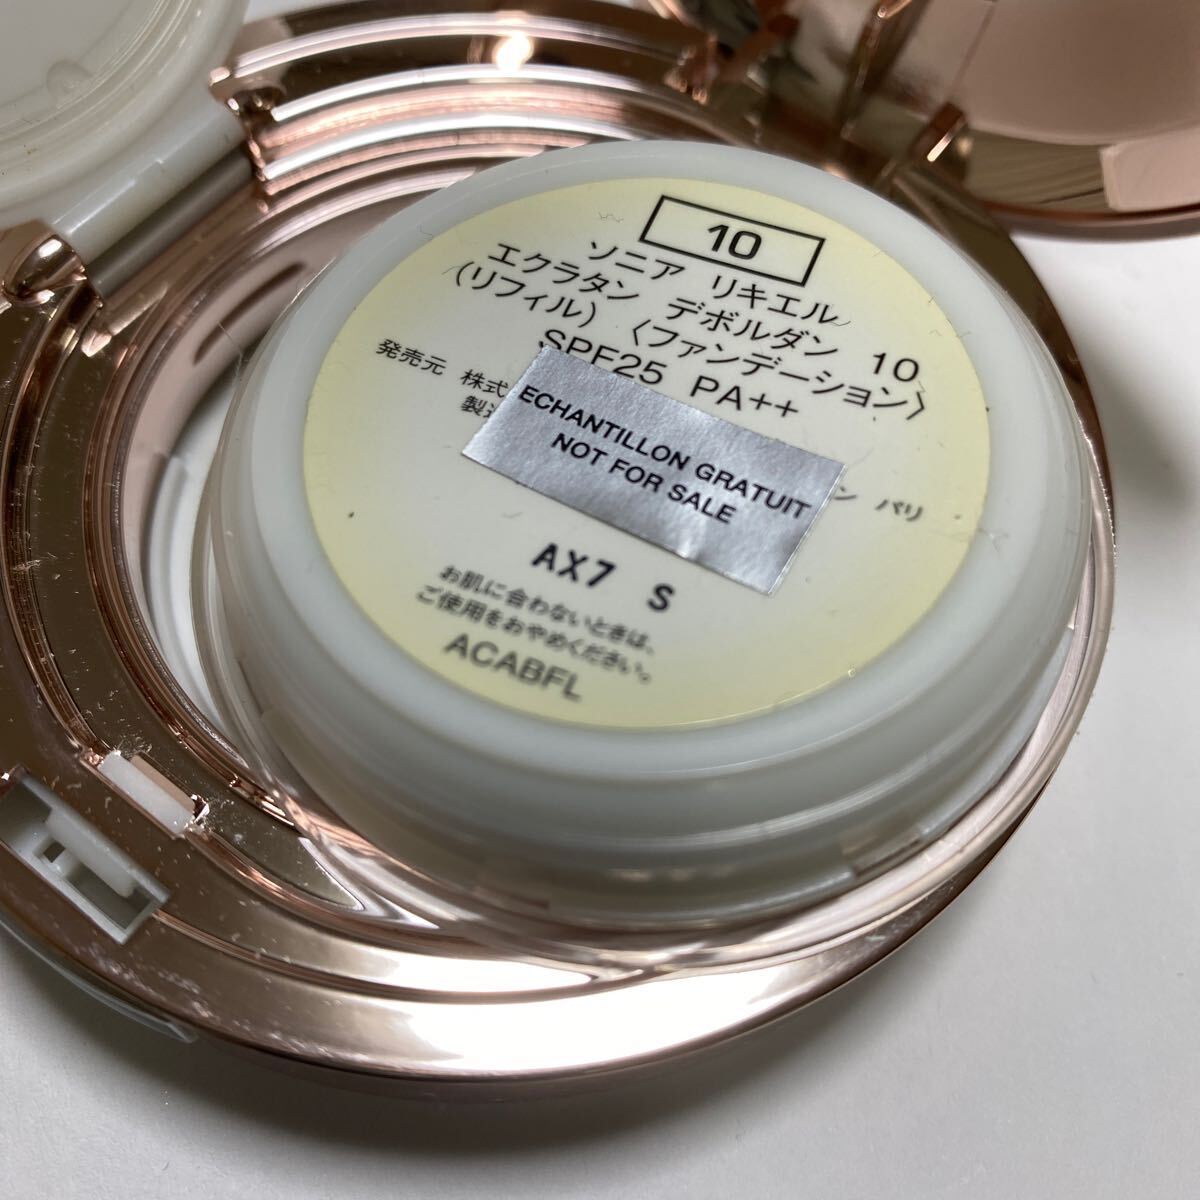 10
ソニア リキエル
エクラタン デボルダン 10
(リフィル) 〈ファンデーション〉
SPF25 PA++
発売元 株式
ECHANTILLON GRATUIT
NOT FOR SALE
ン パリ
AX7 S
お肌に合わないときは、
ご使用をおやめください。
ACABFL